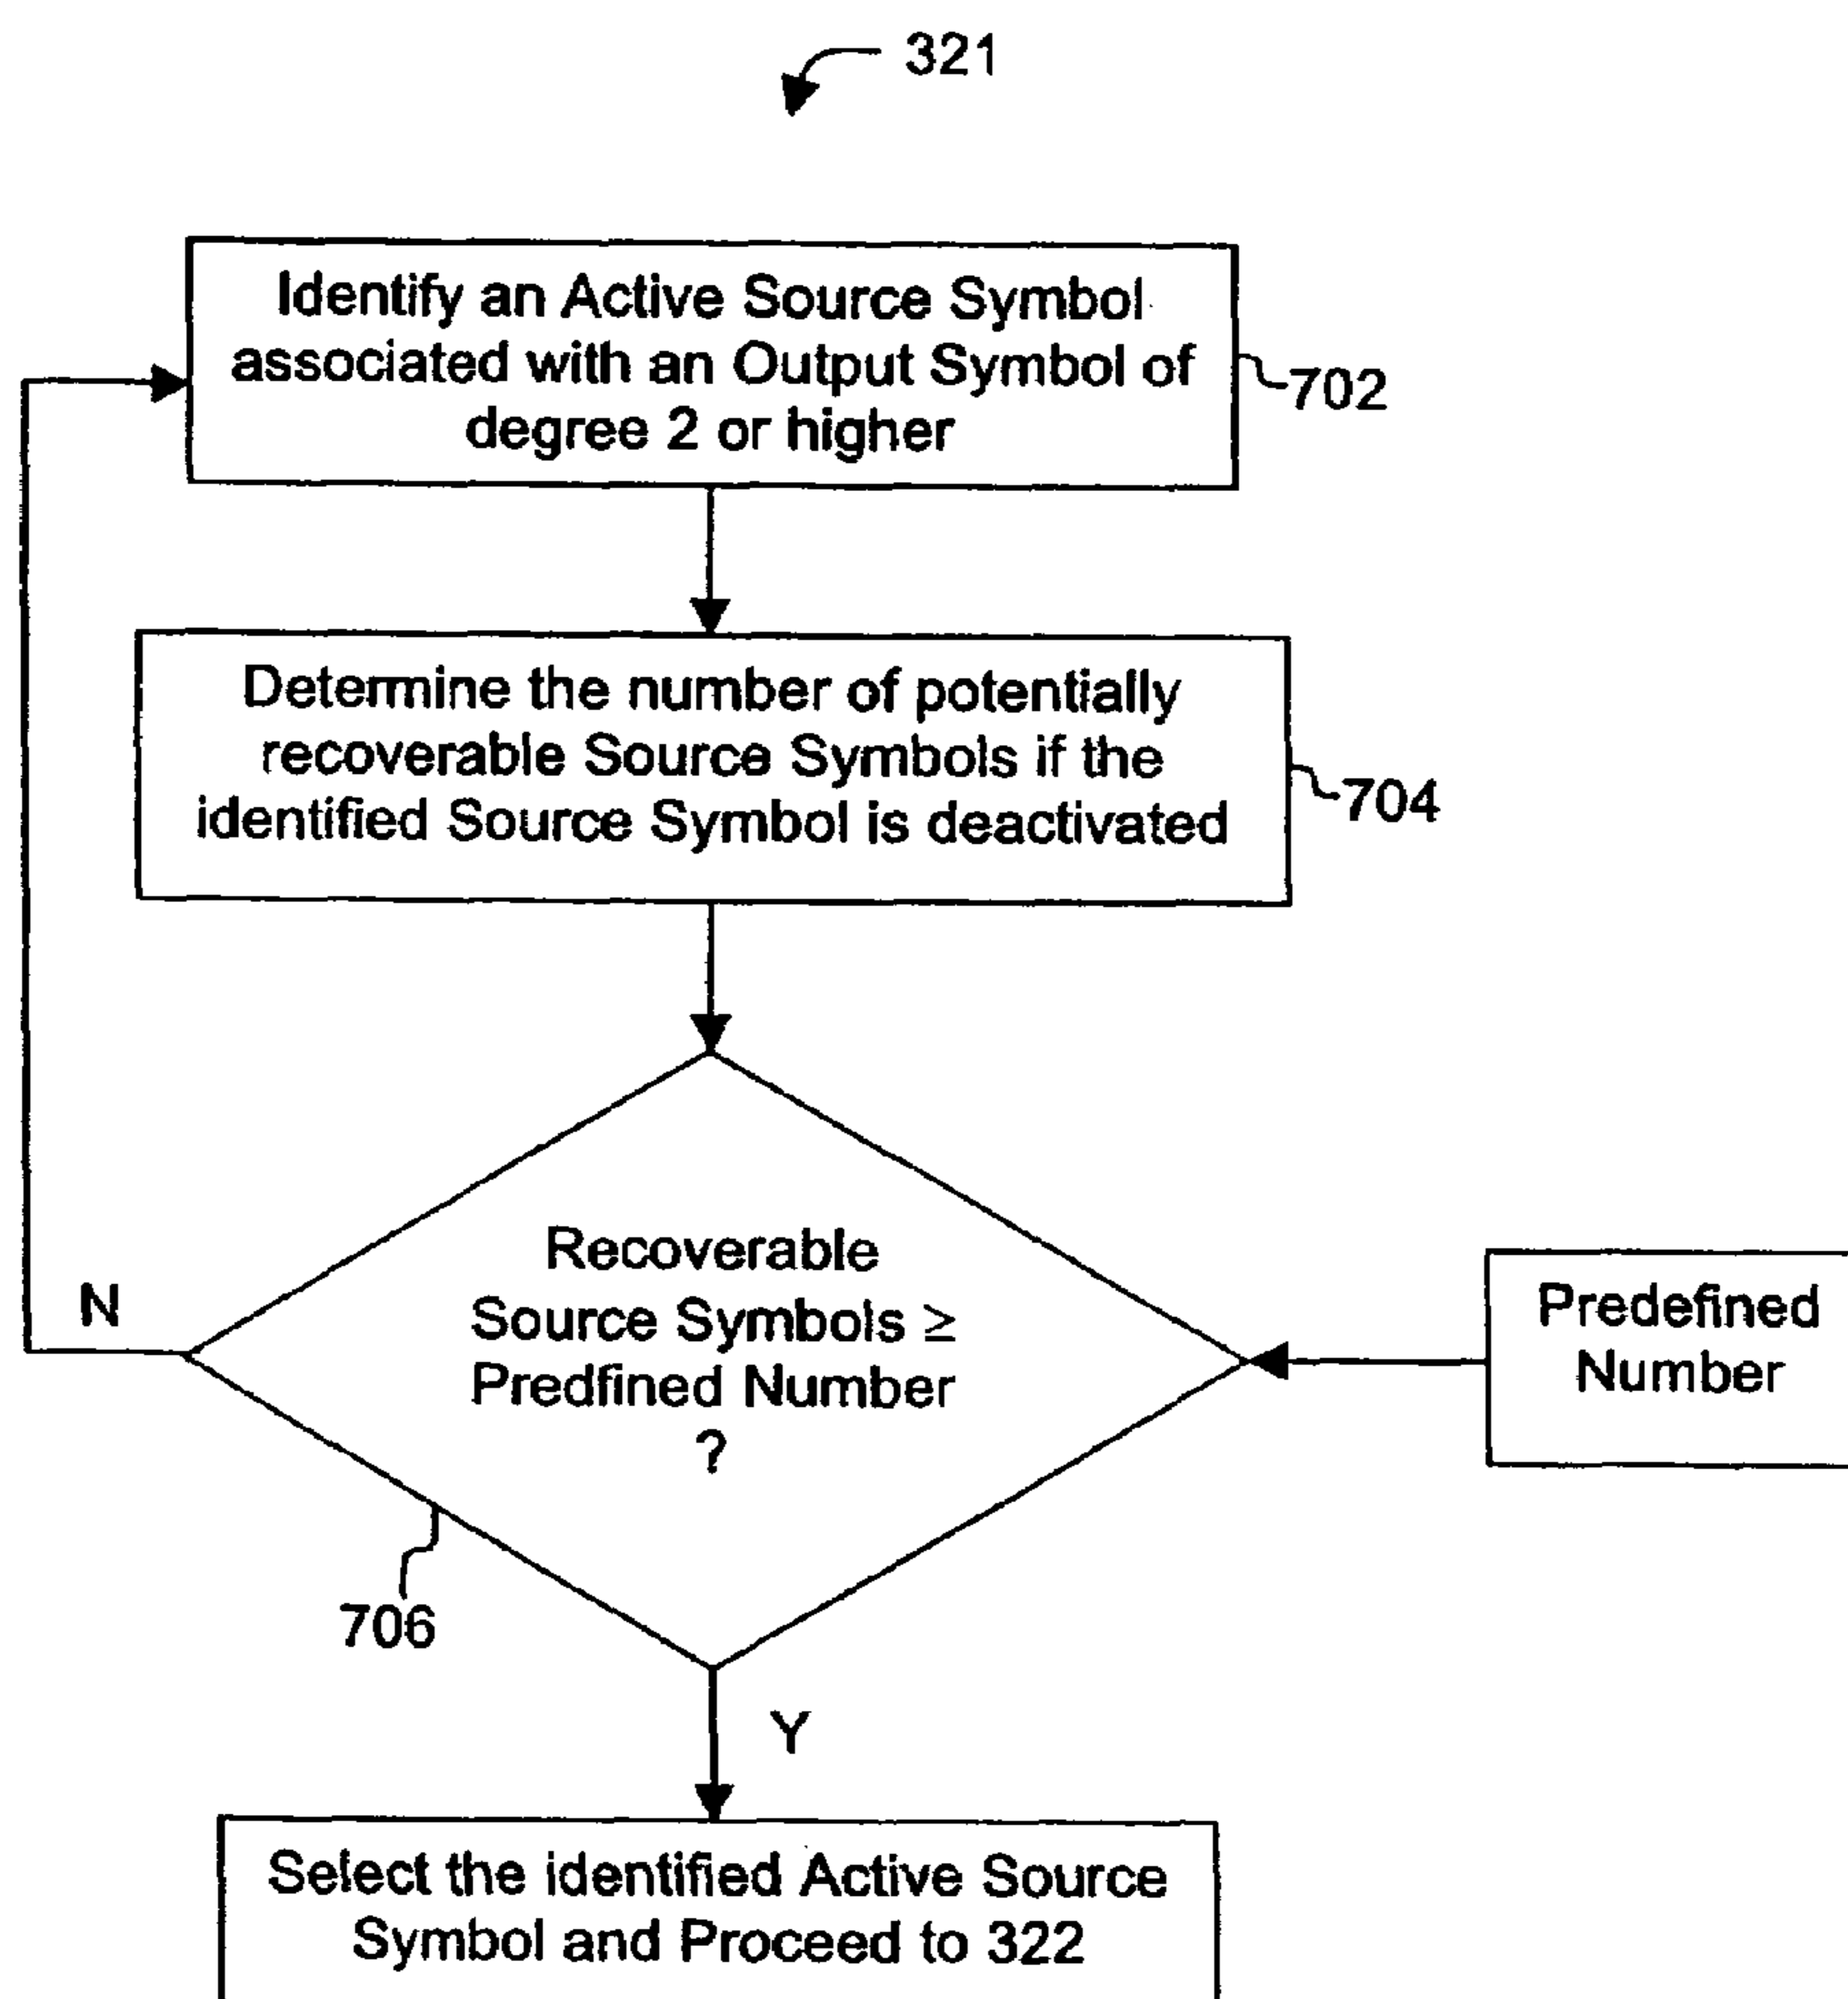 321
Identify an Active Source Symbol
associated with an Output Symbol of
degree 2 or higher
702
Determine the number of potentially
recoverable Source Symbols if the
identified Source Symbol is deactivated
704
Recoverable
Source Symbols ≥
Predfined Number
?
N
Predefined
Number
706
Y
Select the identified Active Source
Symbol and Proceed to 322